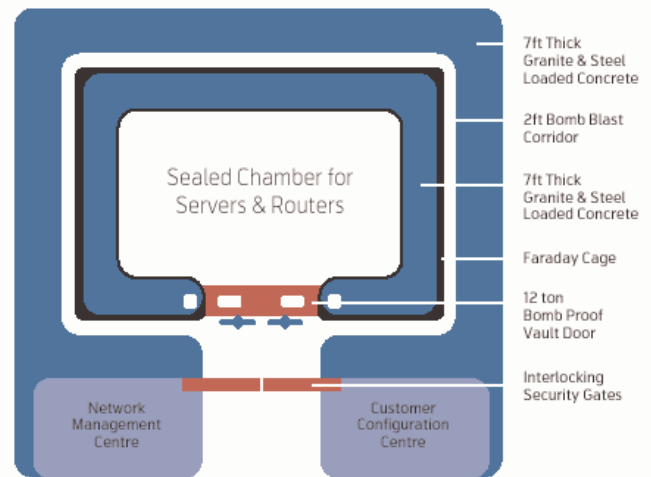 7ft Thick
Granite & Steel
Loaded Concrete
2ft Bomb Blast
Corridor
Sealed Chamber for
Servers & Routers
7ft Thick
Granite & Steel
Loaded Concrete
Faraday Cage
12 ton
Bomb Proof
Vault Door
Interlocking
Security Gates
Network
Management
Centre
Customer
Configuration
Centre